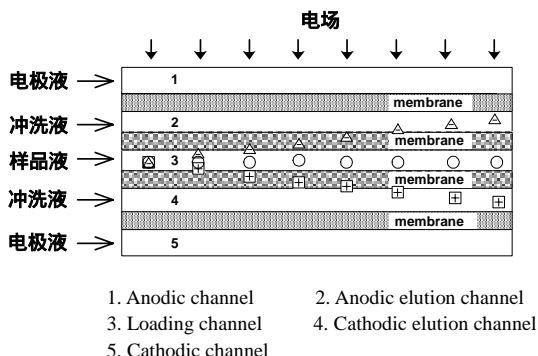 电场
电极液 1
membrane
冲洗液 2
membrane
样品液 3
membrane
冲洗液 4
membrane
电极液 5
1. Anodic channel 2. Anodic elution channel
3. Loading channel 4. Cathodic elution channel
5. Cathodic channel